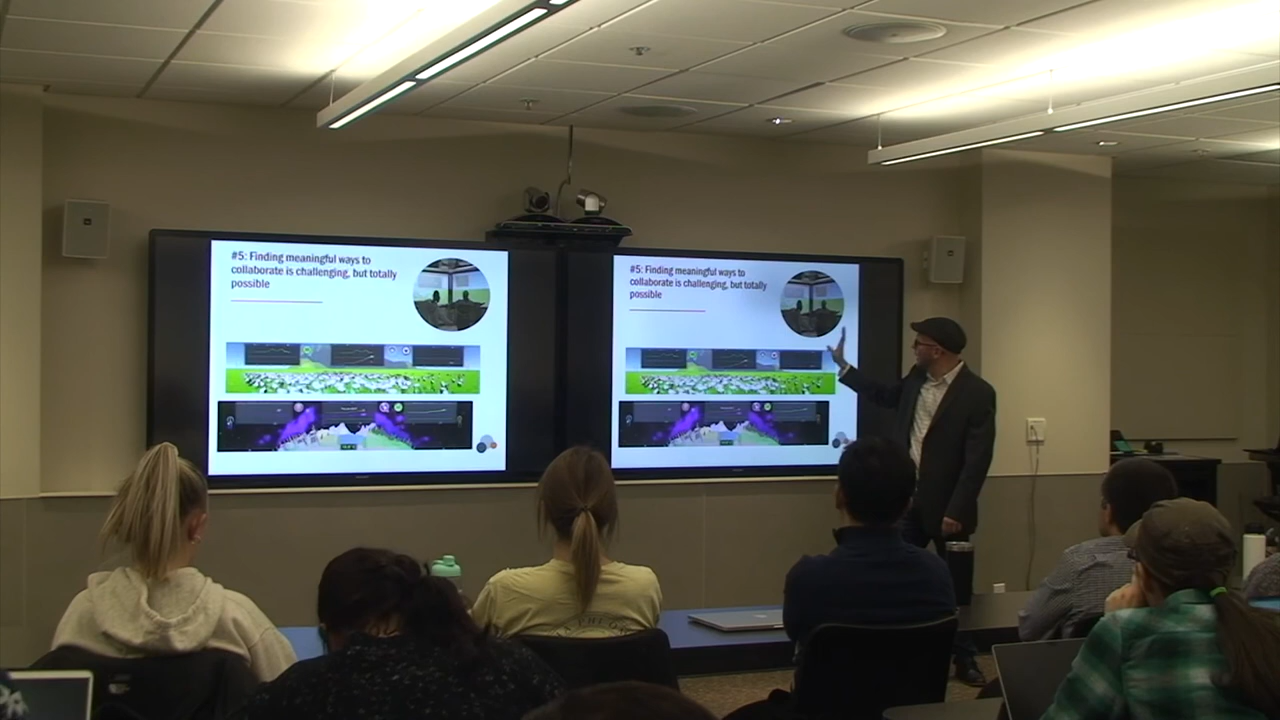 #5: Finding meaningful ways to
collaborate is challenging, but totally
possible
#5: Finding meaningful ways to
collaborate is challenging, but totally
possible